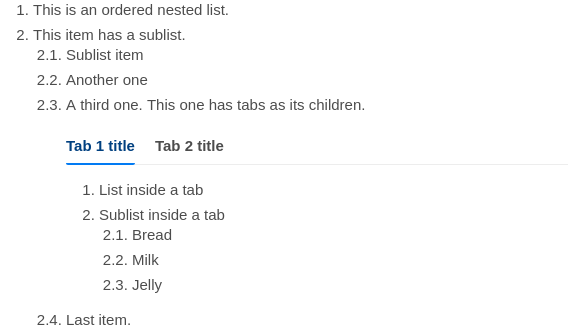 1. This is an ordered nested list.
2. This item has a sublist.
2.1. Sublist item
2.2. Another one
2.3. A third one. This one has tabs as its children.
Tab 1 title Tab 2 title
1. List inside a tab
2. Sublist inside a tab
2.1. Bread
2.2. Milk
2.3. Jelly
2.4. Last item.